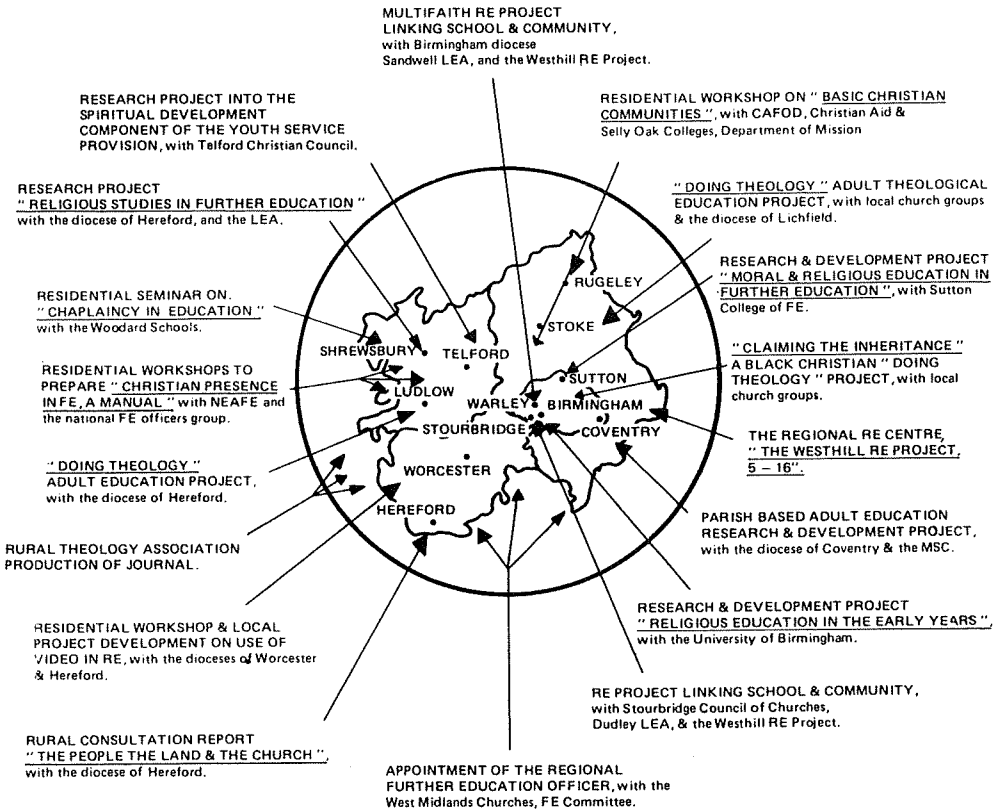 MULTIFAITH RE PROJECT
LINKING SCHOOL & COMMUNITY,
with Birmingham diocese
Sandwell LEA, and the Westhill RE Project.
RESEARCH PROJECT INTO THE
SPIRITUAL DEVELOPMENT
COMPONENT OF THE YOUTH SERVICE
PROVISION, with Telford Christian Council.
RESIDENTIAL WORKSHOP ON " BASIC CHRISTIAN
COMMUNITIES ", with CAFOD, Christian Aid &
Selly Oak Colleges, Department of Mission
RESEARCH PROJECT
" RELIGIOUS STUDIES IN FURTHER EDUCATION "
with the diocese of Hereford, and the LEA.
" DOING THEOLOGY " ADULT THEOLOGICAL
EDUCATION PROJECT, with local church groups
& the diocese of Lichfield.
RESEARCH & DEVELOPMENT PROJECT
" MORAL & RELIGIOUS EDUCATION IN
FURTHER EDUCATION ", with Sutton
College of FE.
RESIDENTIAL SEMINAR ON.
" CHAPLAINCY IN EDUCATION "
with the Woodard Schools.
" CLAIMING THE INHERITANCE "
A BLACK CHRISTIAN " DOING
THEOLOGY " PROJECT, with local
church groups.
RESIDENTIAL WORKSHOPS TO
PREPARE " CHRISTIAN PRESENCE
IN FE, A MANUAL " with NEAFE and
the national FE officers group.
RUGELEY
STOKE
SHREWSBURY
TELFORD
SUTTON
LUDLOW
WARLEY
BIRMINGHAM
STOURBRIDGE
COVENTRY
WORCESTER
HEREFORD
THE REGIONAL RE CENTRE,
" THE WESTHILL RE PROJECT,
5 – 16".
" DOING THEOLOGY "
ADULT EDUCATION PROJECT,
with the diocese of Hereford.
PARISH BASED ADULT EDUCATION
RESEARCH & DEVELOPMENT PROJECT,
with the diocese of Coventry & the MSC.
RURAL THEOLOGY ASSOCIATION
PRODUCTION OF JOURNAL.
RESEARCH & DEVELOPMENT PROJECT
" RELIGIOUS EDUCATION IN THE EARLY YEARS ",
with the University of Birmingham.
RESIDENTIAL WORKSHOP & LOCAL
PROJECT DEVELOPMENT ON USE OF
VIDEO IN RE, with the dioceses of Worcester
& Hereford.
RE PROJECT LINKING SCHOOL & COMMUNITY,
with Stourbridge Council of Churches,
Dudley LEA, & the Westhill RE Project.
RURAL CONSULTATION REPORT
" THE PEOPLE THE LAND & THE CHURCH ",
with the diocese of Hereford.
APPOINTMENT OF THE REGIONAL
FURTHER EDUCATION OFFICER, with the
West Midlands Churches, FE Committee.